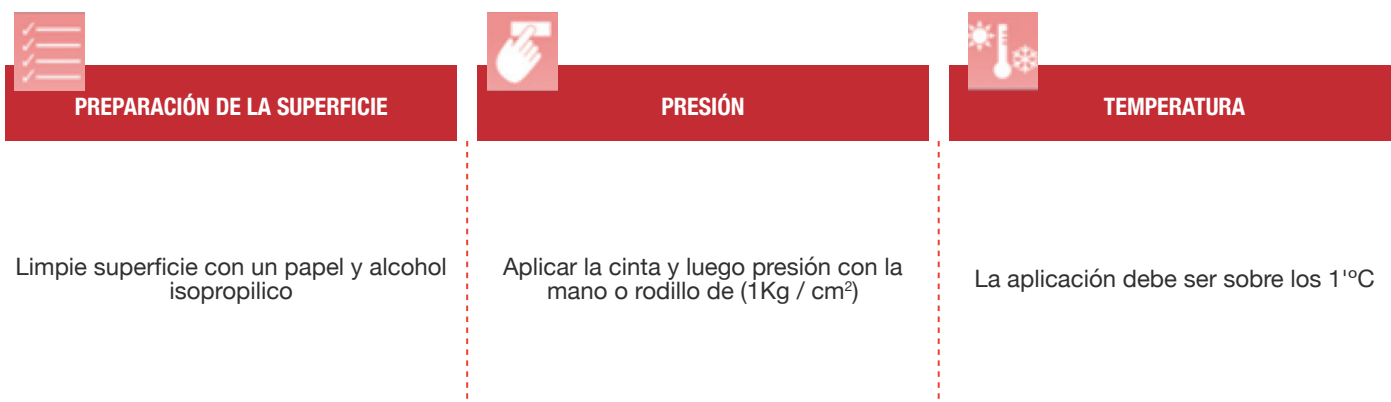 PREPARACIÓN DE LA SUPERFICIE
PRESIÓN
TEMPERATURA
Limpie superficie con un papel y alcohol
isopropilico
Aplicar la cinta y luego presión con la
mano o rodillo de (1Kg / cm²)
La aplicación debe ser sobre los 1'ºC